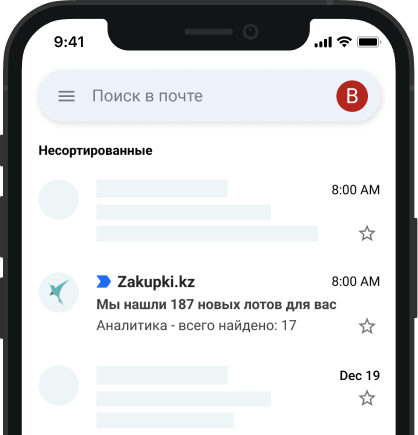 9:41
Поиск в почте
B
Несортированные
8:00 AM
Zakupki.kz
8:00 AM
Мы нашли 187 новых лотов для вас
Аналитика - всего найдено: 17
Dec 19